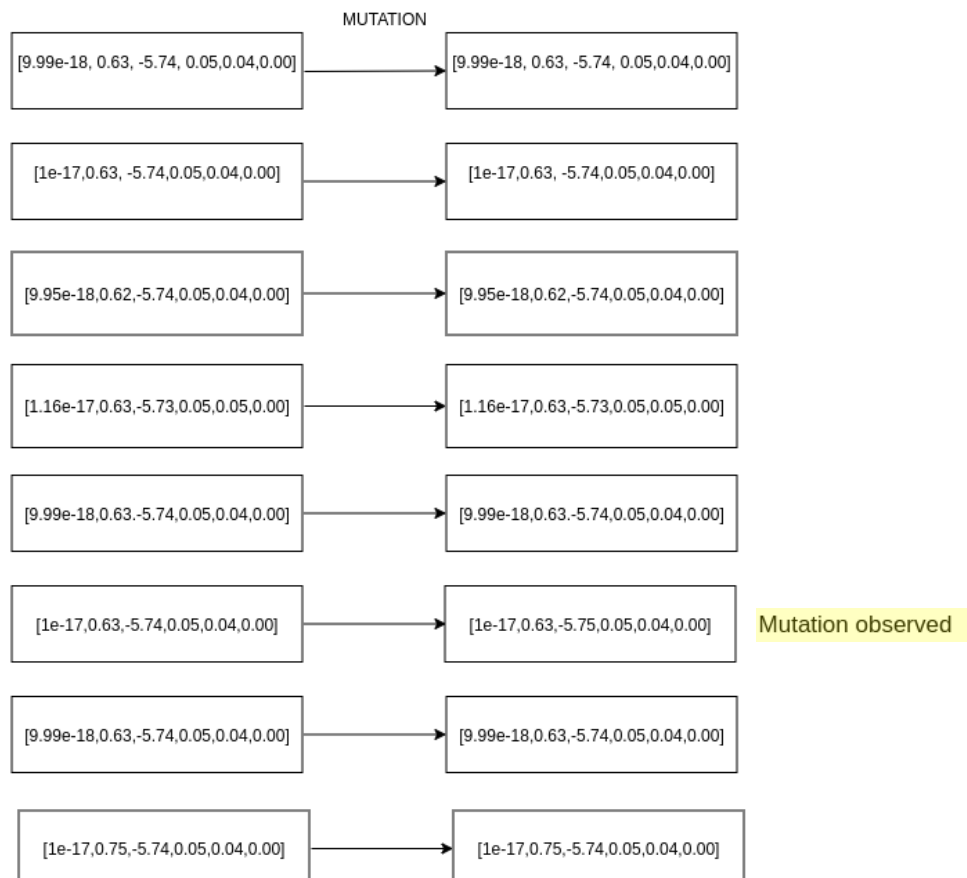 MUTATION
[9.99e-18, 0.63, -5.74, 0.05,0.04,0.00] [9.99e-18, 0.63, -5.74, 0.05,0.04,0.00]
[1e-17,0.63, -5.74,0.05,0.04,0.00] [1e-17,0.63, -5.74,0.05,0.04,0.00]
[9.95e-18,0.62,-5.74,0.05,0.04,0.00] [9.95e-18,0.62,-5.74,0.05,0.04,0.00]
[1.16e-17,0.63,-5.73,0.05,0.05,0.00] [1.16e-17,0.63,-5.73,0.05,0.05,0.00]
[9.99e-18,0.63.-5.74,0.05,0.04,0.00] [9.99e-18,0.63.-5.74,0.05,0.04,0.00]
[1e-17,0.63,-5.74,0.05,0.04,0.00] [1e-17,0.63,-5.75,0.05,0.04,0.00] Mutation observed
[9.99e-18,0.63,-5.74,0.05,0.04,0.00] [9.99e-18,0.63,-5.74,0.05,0.04,0.00]
[1e-17,0.75,-5.74,0.05,0.04,0.00] [1e-17,0.75,-5.74,0.05,0.04,0.00]